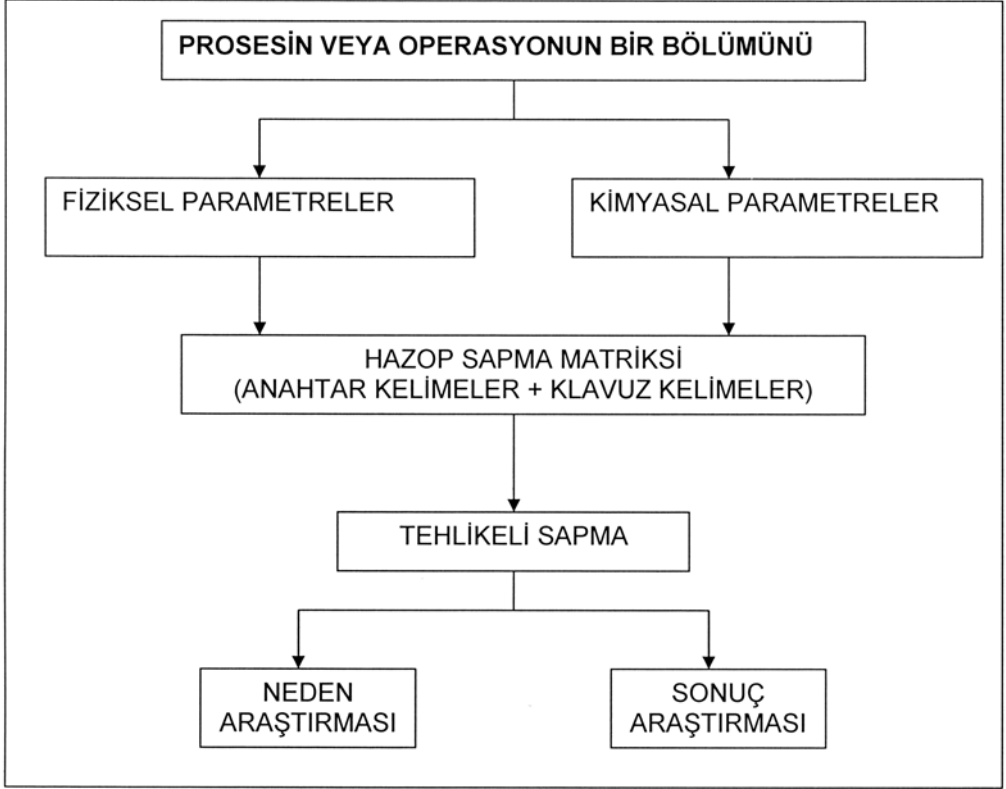 PROSESİN VEYA OPERASYONUN BİR BÖLÜMÜNÜ
FİZİKSEL PARAMETRELER
KİMYASAL PARAMETRELER
HAZOP SAPMA MATRİKSİ
(ANAHTAR KELİMELER + KLAVUZ KELİMELER)
TEHLİKELİ SAPMA
NEDEN
ARAŞTIRMASI
SONUÇ
ARAŞTIRMASI